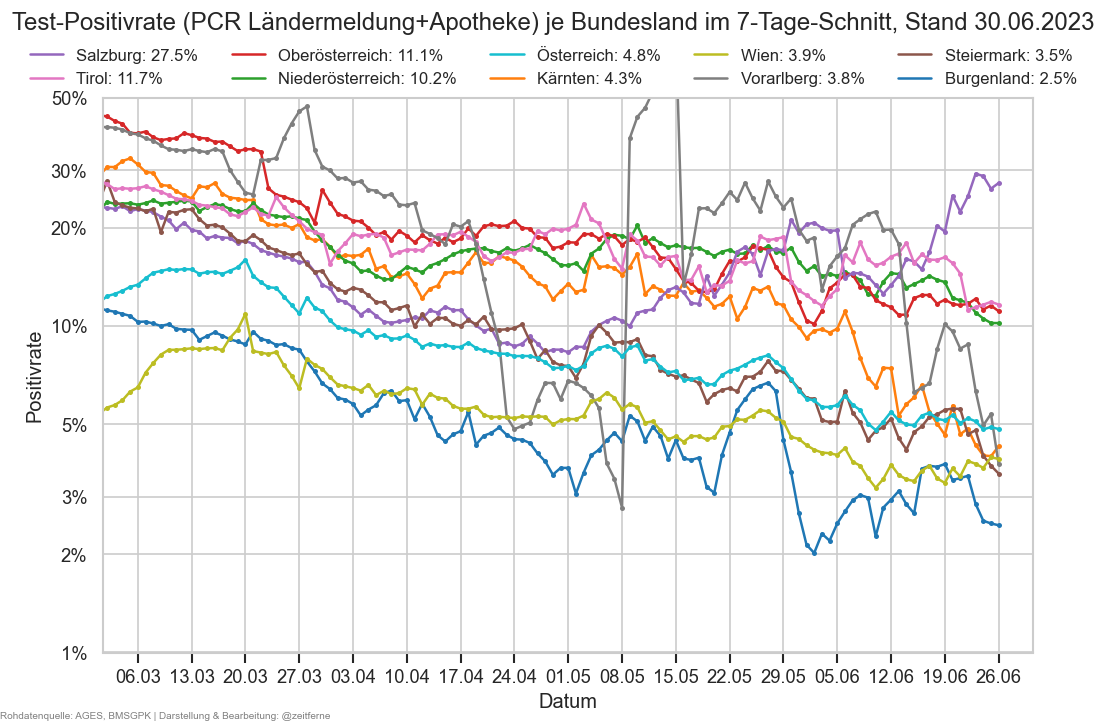 Test-Positivrate (PCR Ländermeldung+Apotheke) je Bundesland im 7-Tage-Schnitt, Stand 30.06.2023
Salzburg: 27.5% Oberösterreich: 11.1% Österreich: 4.8% Wien: 3.9% Steiermark: 3.5%
Tirol: 11.7% Niederösterreich: 10.2% Kärnten: 4.3% Vorarlberg: 3.8% Burgenland: 2.5%
50%
30%
20%
10%
5%
3%
2%
1%
Positivrate
06.03 13.03 20.03 27.03 03.04 10.04 17.04 24.04 01.05 08.05 15.05 22.05 29.05 05.06 12.06 19.06 26.06
Datum
Rohdatenquelle: AGES, BMSGPK | Darstellung & Bearbeitung: @zeitferne